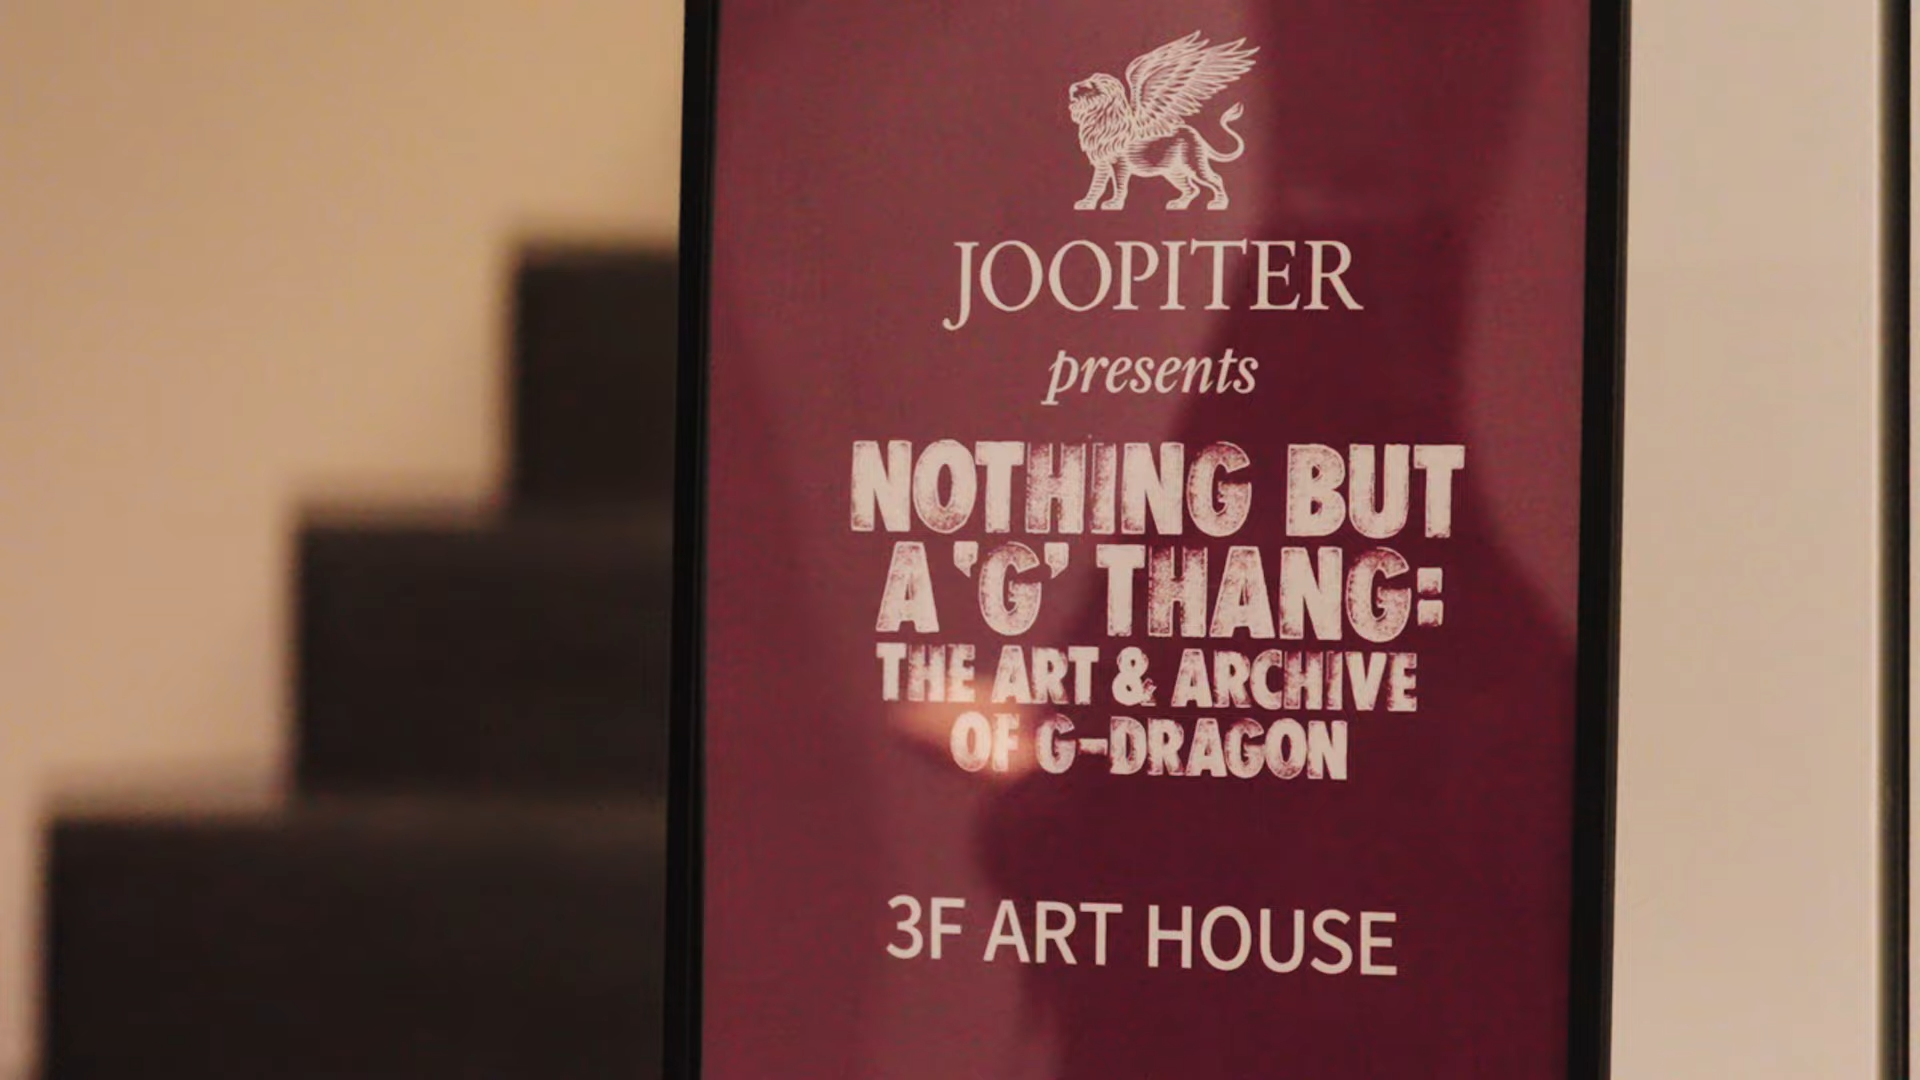 JOOPITER
presents
NOTHING BUT
A 'G' THANG:
THE ART & ARCHIVE
OF G-DRAGON
3F ART HOUSE